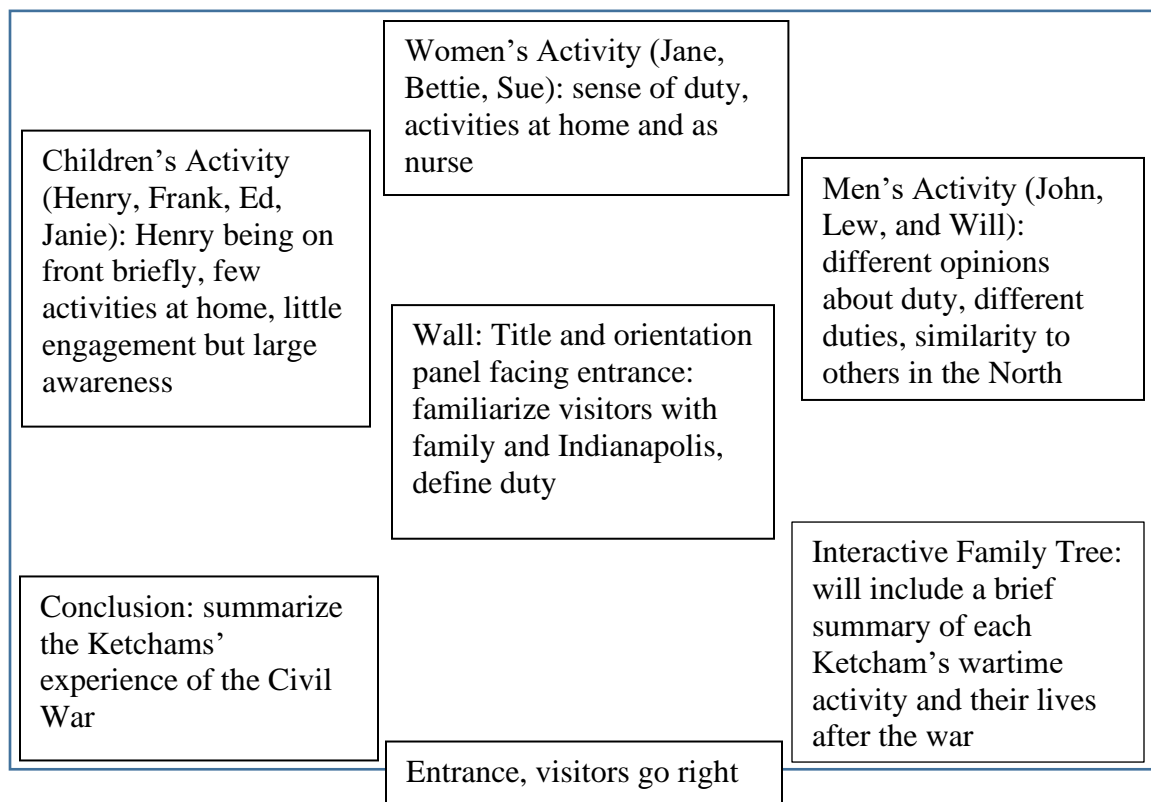 Women’s Activity (Jane,
Bettie, Sue): sense of duty,
activities at home and as
nurse
Children’s Activity
(Henry, Frank, Ed,
Janie): Henry being on
front briefly, few
activities at home, little
engagement but large
awareness
Men’s Activity (John,
Lew, and Will):
different opinions
about duty, different
duties, similarity to
others in the North
Wall: Title and orientation
panel facing entrance:
familiarize visitors with
family and Indianapolis,
define duty
Conclusion: summarize
the Ketchams’
experience of the Civil
War
Interactive Family Tree:
will include a brief
summary of each
Ketcham’s wartime
activity and their lives
after the war
Entrance, visitors go right